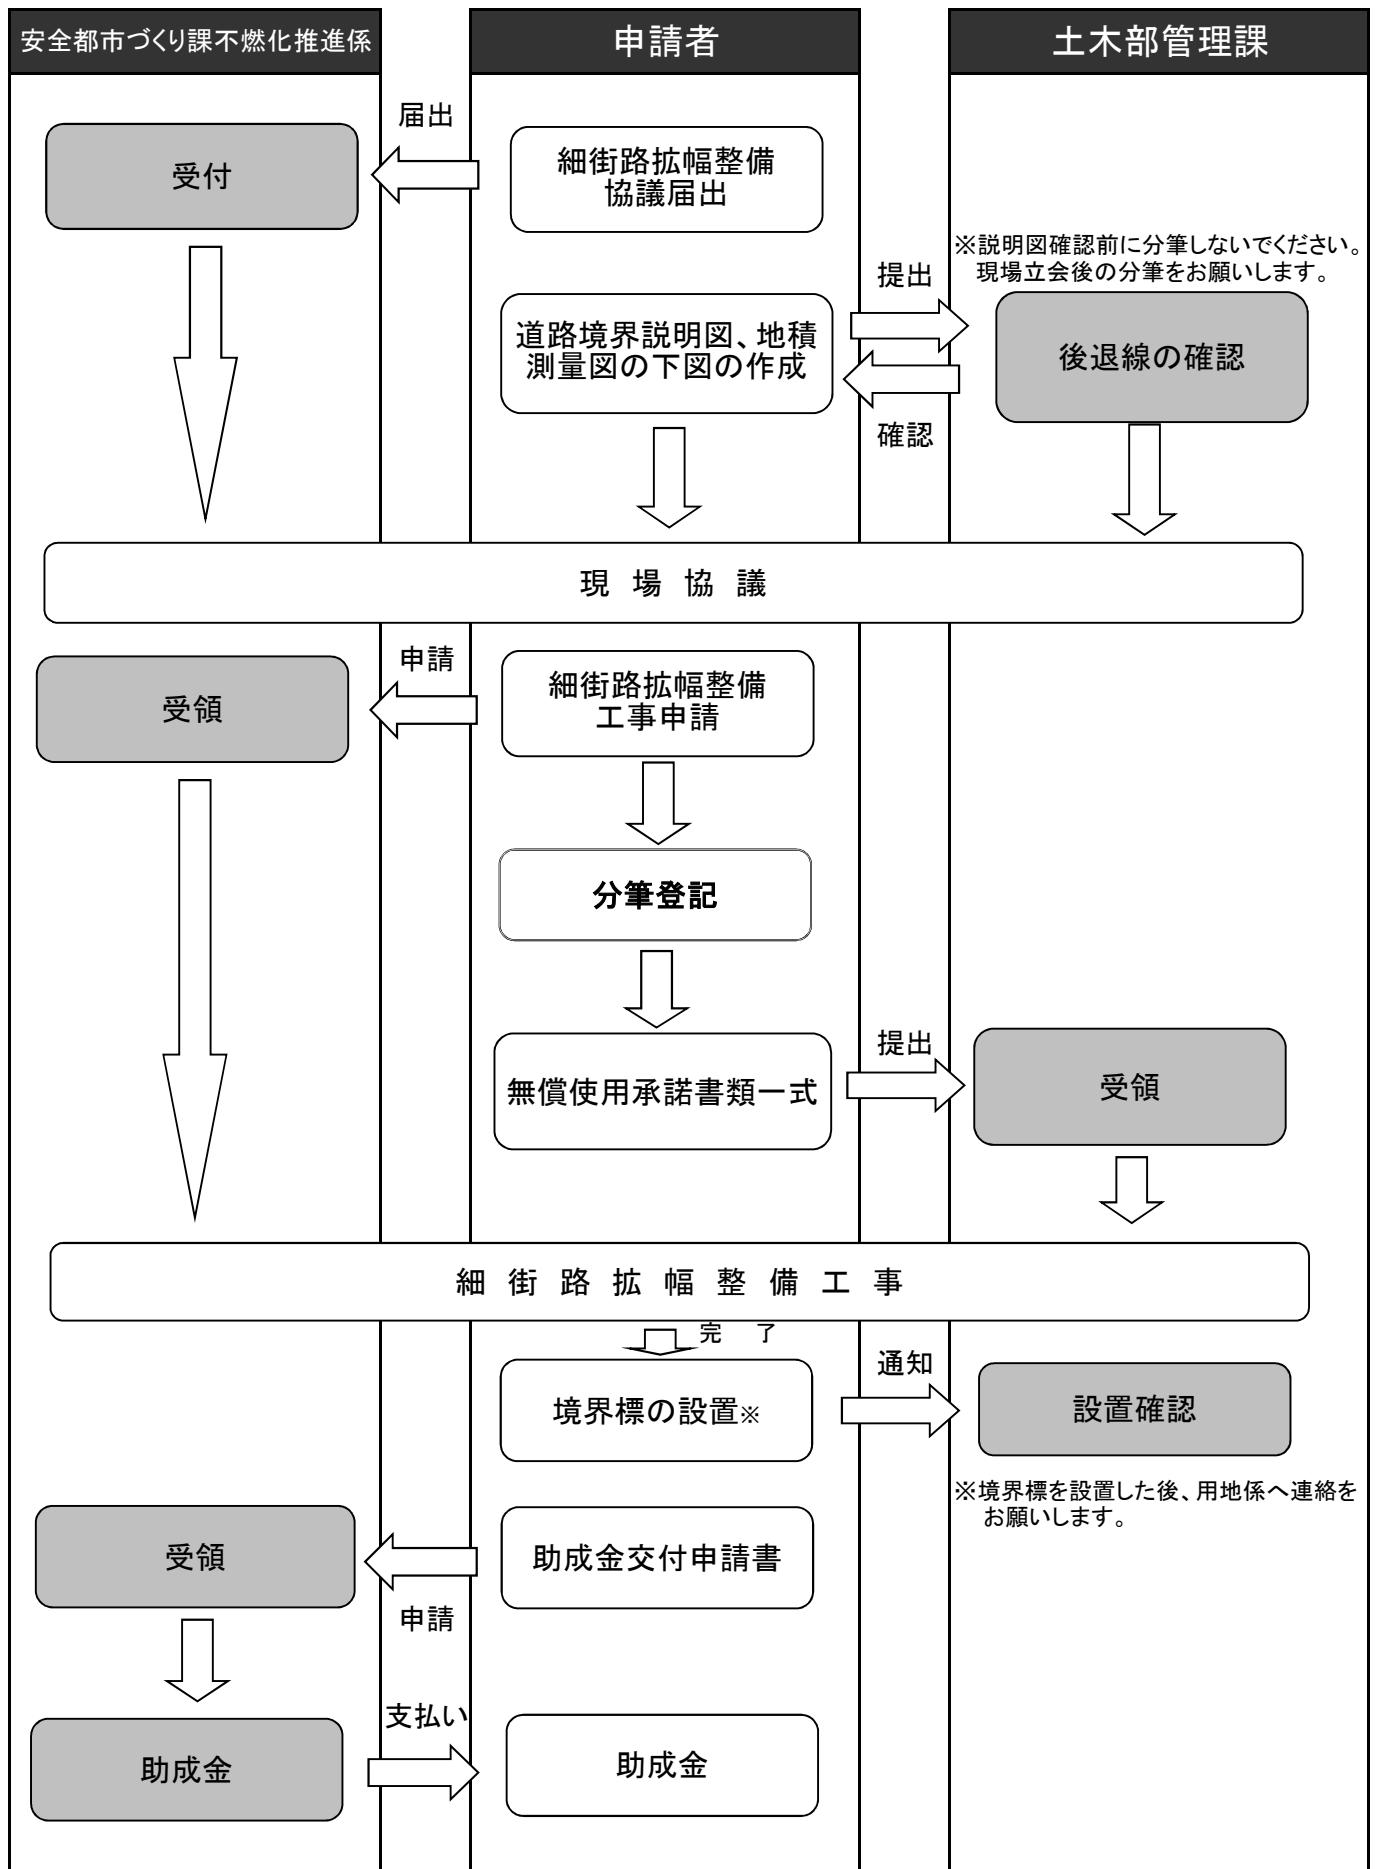 安全都市づくり課不燃化推進係
申請者
土木部管理課
届出
受付
細街路拡幅整備
協議届出
※説明図確認前に分筆しないでください。
現場立会後の分筆をお願いします。
提出
道路境界説明図、地積
測量図の下図の作成
後退線の確認
確認
現場協議
申請
受領
細街路拡幅整備
工事申請
分筆登記
提出
無償使用承諾書類一式
受領
細街路拡幅整備工事
完了
通知
境界標の設置※
設置確認
※境界標を設置した後、用地係へ連絡を
お願いします。
受領
助成金交付申請書
申請
支払い
助成金
助成金